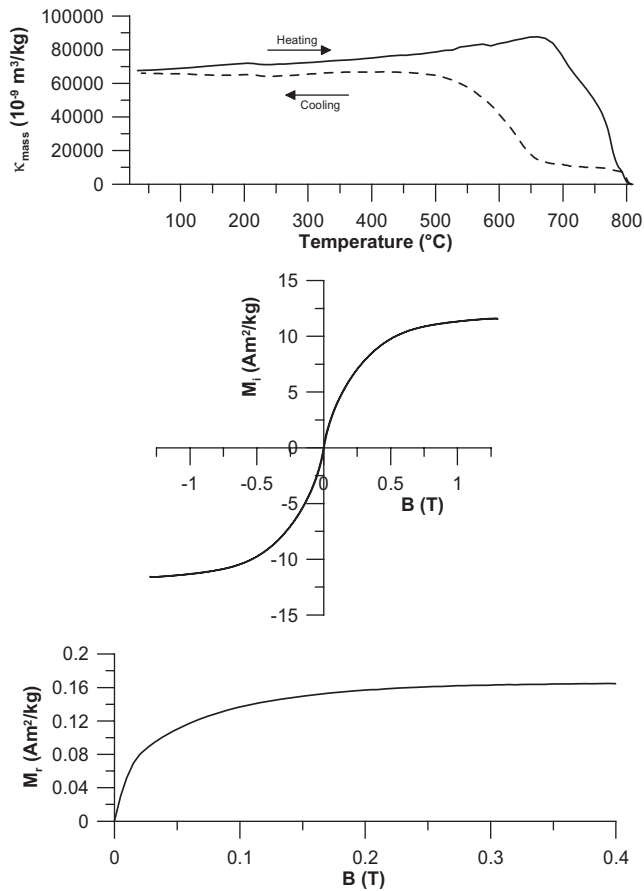 100000
80000
60000
40000
20000
0
κmass (10⁻⁹ m³/kg)
Heating
Cooling
100 200 300 400 500 600 700 800
Temperature (°C)
15
10
5
0
-5
-10
-15
Mi (Am²/kg)
-1 -0.5 0 0.5 1
B (T)
0.2
0.16
0.12
0.08
0.04
0
Mr (Am²/kg)
0 0.1 0.2 0.3 0.4
B (T)